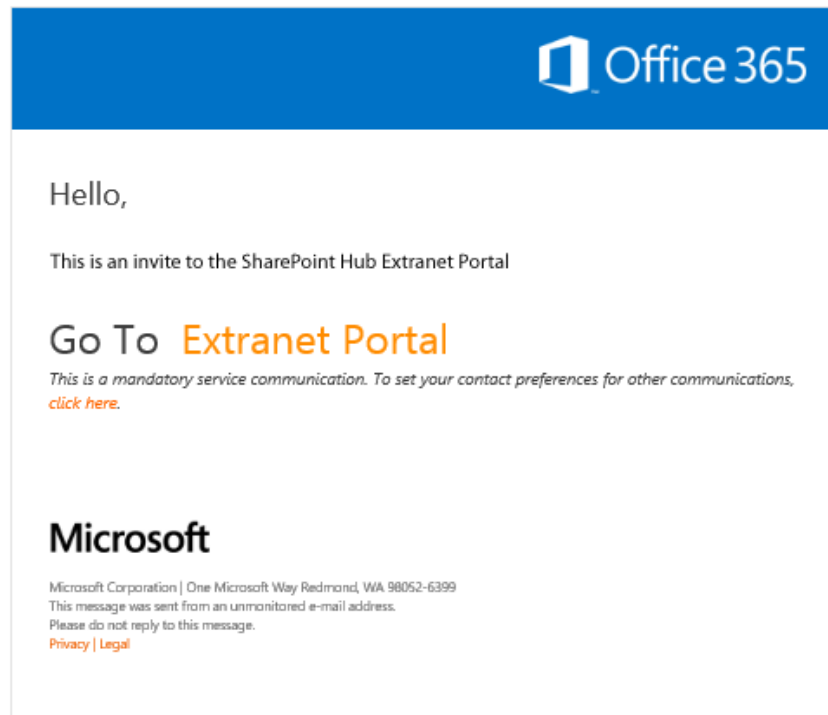 Office 365
Hello,
This is an invite to the SharePoint Hub Extranet Portal
Go To Extranet Portal
This is a mandatory service communication. To set your contact preferences for other communications,
click here.
Microsoft
Microsoft Corporation | One Microsoft Way Redmond, WA 98052-6399
This message was sent from an unmonitored e-mail address.
Please do not reply to this message.
Privacy | Legal